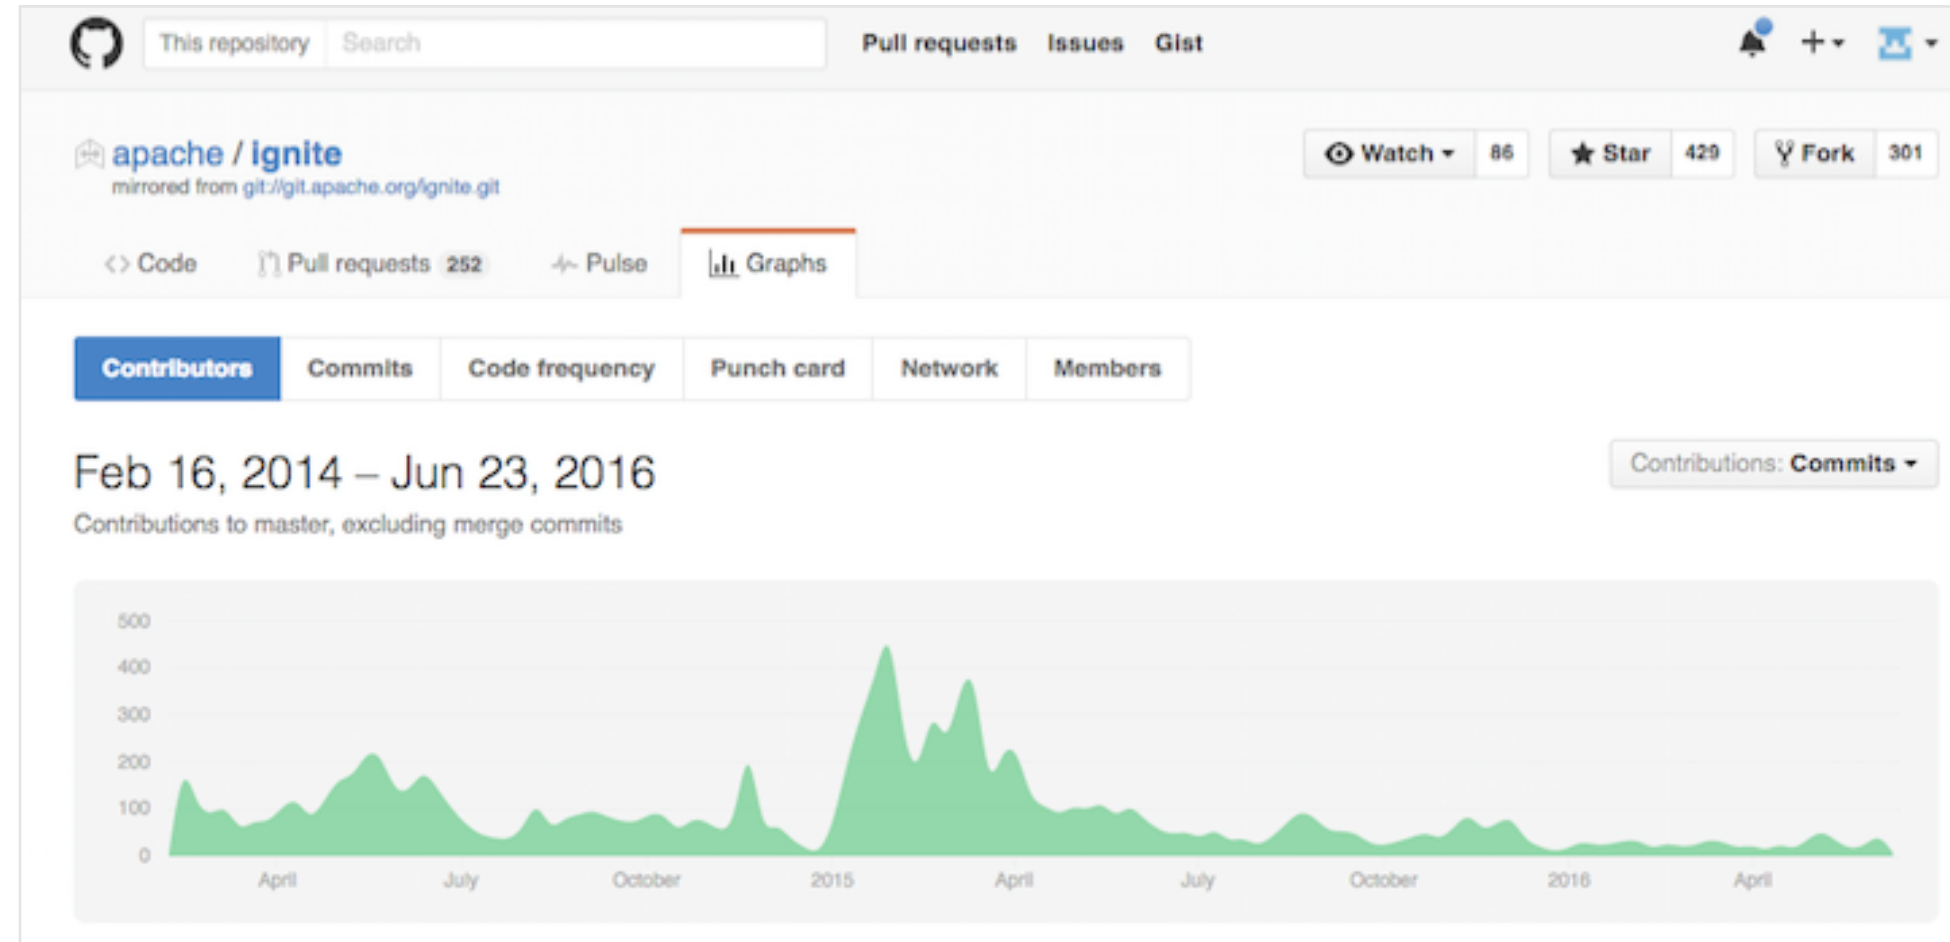 This repository Search Pull requests Issues Gist
apache / ignite
Watch 86 Star 429 Fork 301
mirrored from git://git.apache.org/ignite.git
Code Pull requests 252 Pulse Graphs
Contributors Commits Code frequency Punch card Network Members
Feb 16, 2014 – Jun 23, 2016
Contributions: Commits
Contributions to master, excluding merge commits
500
400
300
200
100
0
April July October 2015 April July October 2016 April